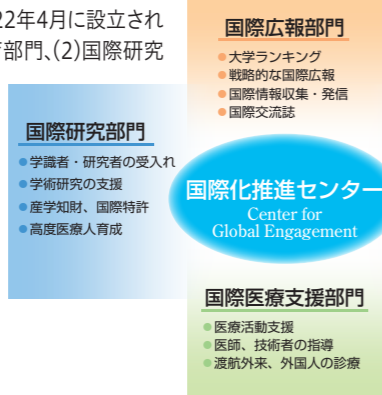 22年4月に設立され
部門、(2)国際研究
国際広報部門
●大学ランキング
●戦略的な国際広報
●国際情報収集・発信
●国際交流誌
国際研究部門
●学識者・研究者の受入れ
●学術研究の支援
●産学知財、国際特許
●高度医療人育成
国際化推進センター
Center for
Global Engagement
国際医療支援部門
●医療活動支援
●医師、技術者の指導
●渡航外来、外国人の診療